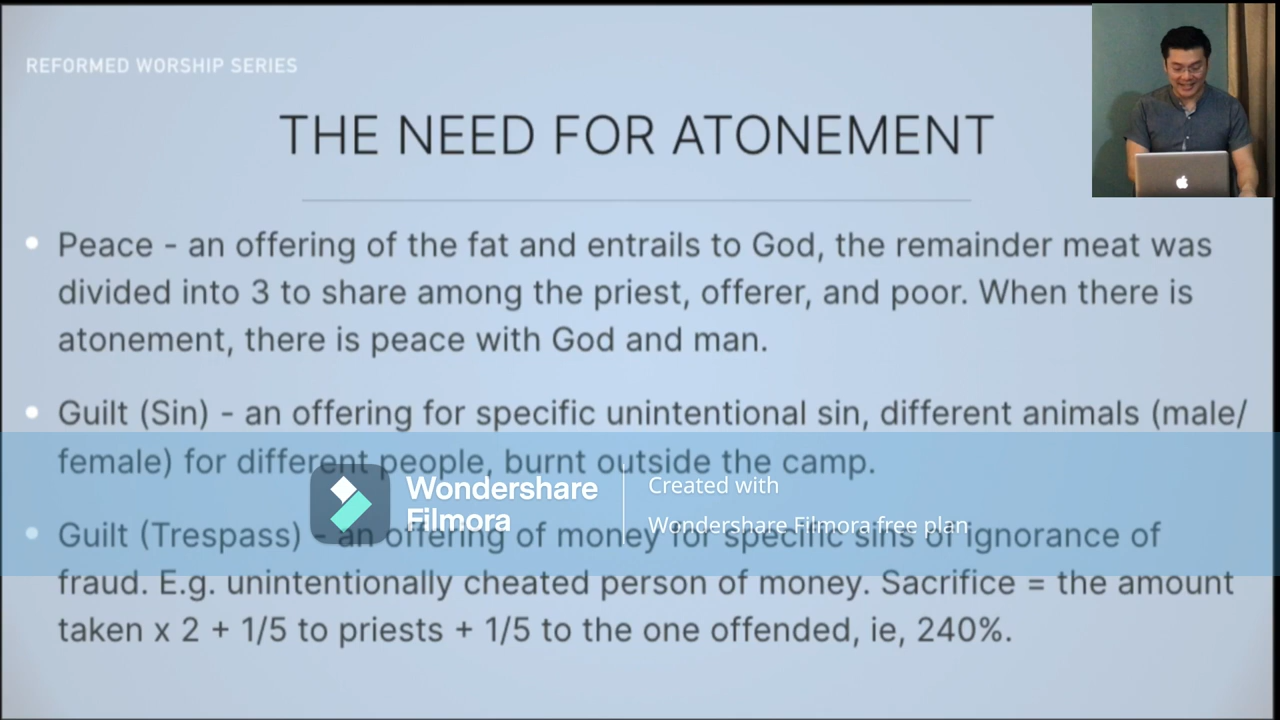 REFORMED WORSHIP SERIES
THE NEED FOR ATONEMENT
Peace - an offering of the fat and entrails to God, the remainder meat was
divided into 3 to share among the priest, offerer, and poor. When there is
atonement, there is peace with God and man.
Guilt (Sin) - an offering for specific unintentional sin, different animals (male/
female) for different people, burnt outside the camp.
Wondershare
Filmora
Created with
Wondershare Filmora free plan
Guilt (Trespass) - an offering of money for specific sins of ignorance of
fraud. E.g. unintentionally cheated person of money. Sacrifice = the amount
taken x 2 + 1/5 to priests + 1/5 to the one offended, ie, 240%.